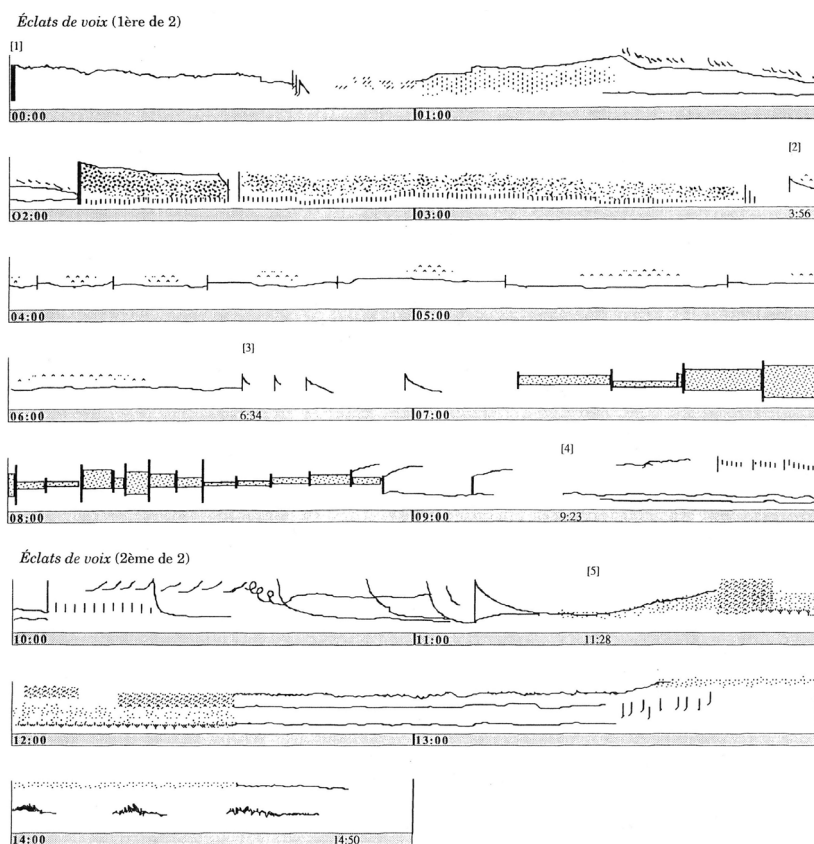 Éclats de voix (1ère de 2)
[1]
00:00 01:00
[2]
O2:00 03:00 3:56
04:00 05:00
[3]
06:00 6:34 07:00
[4]
08:00 09:00 9:23
Éclats de voix (2ème de 2)
[5]
10:00 11:00 11:28
12:00 13:00
14:00 14:50